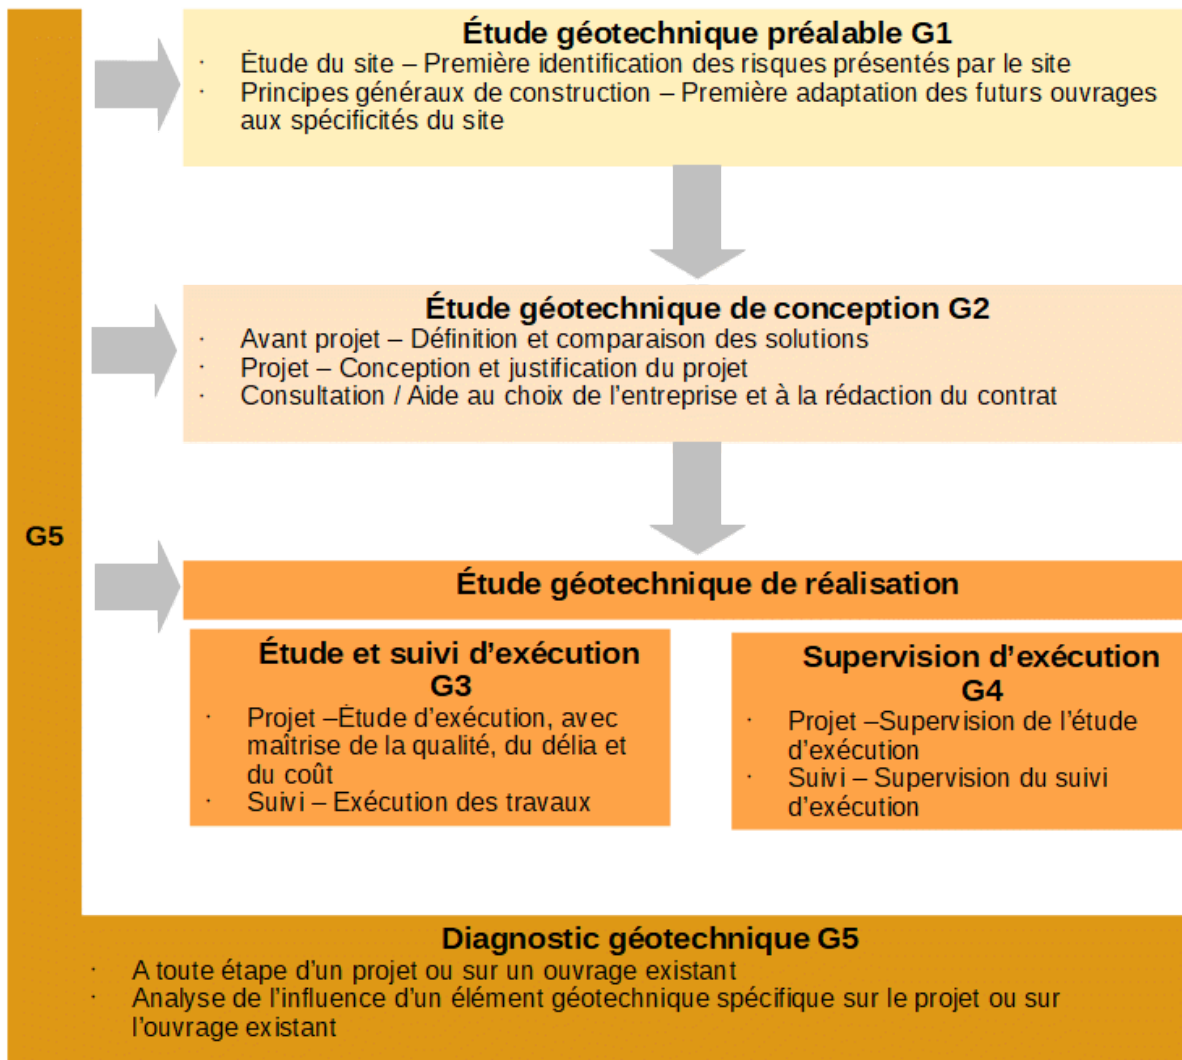 Étude géotechnique préalable G1
· Étude du site – Première identification des risques présentés par le site
· Principes généraux de construction – Première adaptation des futurs ouvrages
aux spécificités du site
Étude géotechnique de conception G2
· Avant projet – Définition et comparaison des solutions
· Projet – Conception et justification du projet
· Consultation / Aide au choix de l’entreprise et à la rédaction du contrat
G5
Étude géotechnique de réalisation
Étude et suivi d’exécution
G3
· Projet –Étude d’exécution, avec
maîtrise de la qualité, du délia et
du coût
· Suivi – Exécution des travaux
Supervision d’exécution
G4
· Projet –Supervision de l’étude
d’exécution
· Suivi – Supervision du suivi
d’exécution
Diagnostic géotechnique G5
· A toute étape d’un projet ou sur un ouvrage existant
· Analyse de l’influence d’un élément géotechnique spécifique sur le projet ou sur
l’ouvrage existant